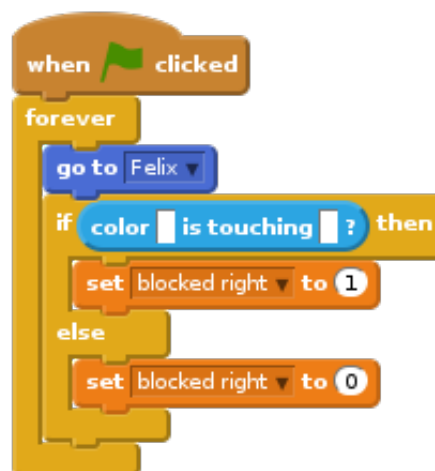 when clicked
forever
go to Felix
if color is touching ? then
set blocked right to 1
else
set blocked right to 0